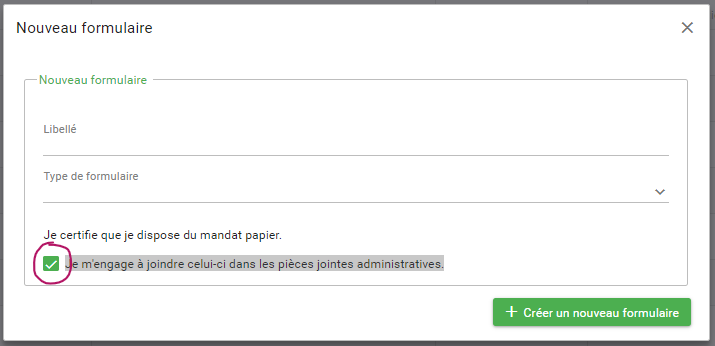 Nouveau formulaire
Nouveau formulaire
Libellé
Type de formulaire
Je certifie que je dispose du mandat papier.
Je m'engage à joindre celui-ci dans les pièces jointes administratives.
+ Créer un nouveau formulaire